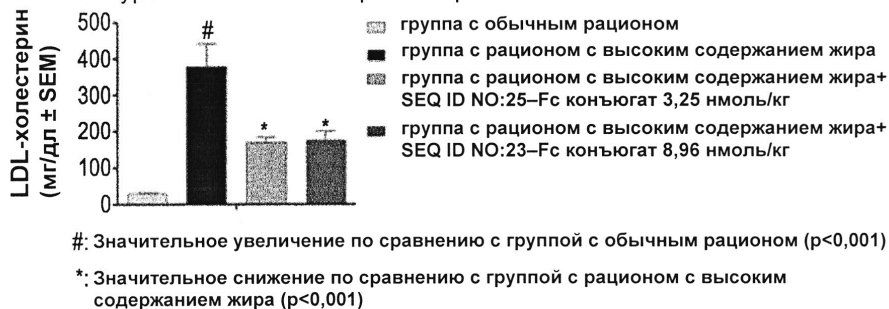 500
400
300
200
100
0
LDL-холестерин
(мг/дл ± SEM)
#
*
*
группа с обычным рационом
группа с рационом с высоким содержанием жира
группа с рационом с высоким содержанием жира+
SEQ ID NO:25–Fc конъюгат 3,25 нмоль/кг
группа с рационом с высоким содержанием жира+
SEQ ID NO:23–Fc конъюгат 8,96 нмоль/кг
#: Значительное увеличение по сравнению с группой с обычным рационом (p<0,001)
*: Значительное снижение по сравнению с группой с рационом с высоким
содержанием жира (p<0,001)